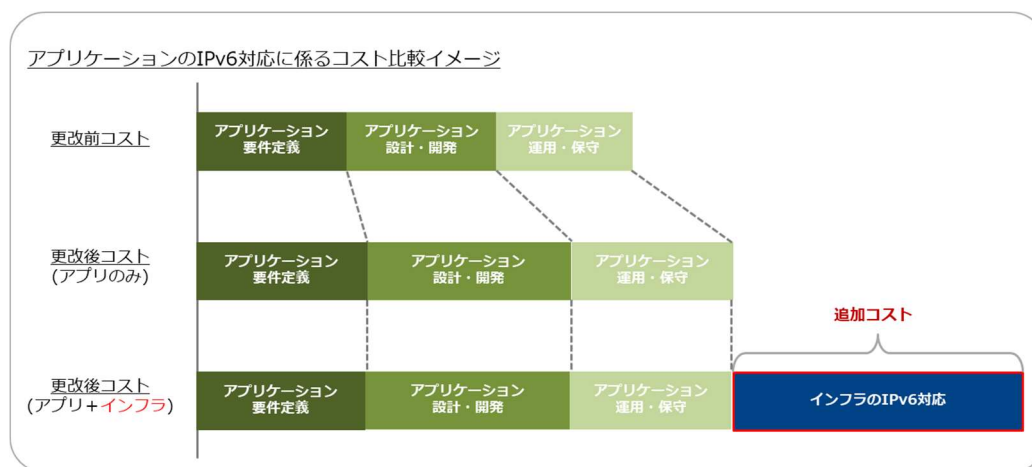 アプリケーションのIPv6対応に係るコスト比較イメージ
更改前コスト
アプリケーション
要件定義
アプリケーション
設計・開発
アプリケーション
運用・保守
更改後コスト
(アプリのみ)
アプリケーション
要件定義
アプリケーション
設計・開発
アプリケーション
運用・保守
追加コスト
更改後コスト
(アプリ+インフラ)
アプリケーション
要件定義
アプリケーション
設計・開発
アプリケーション
運用・保守
インフラのIPv6対応